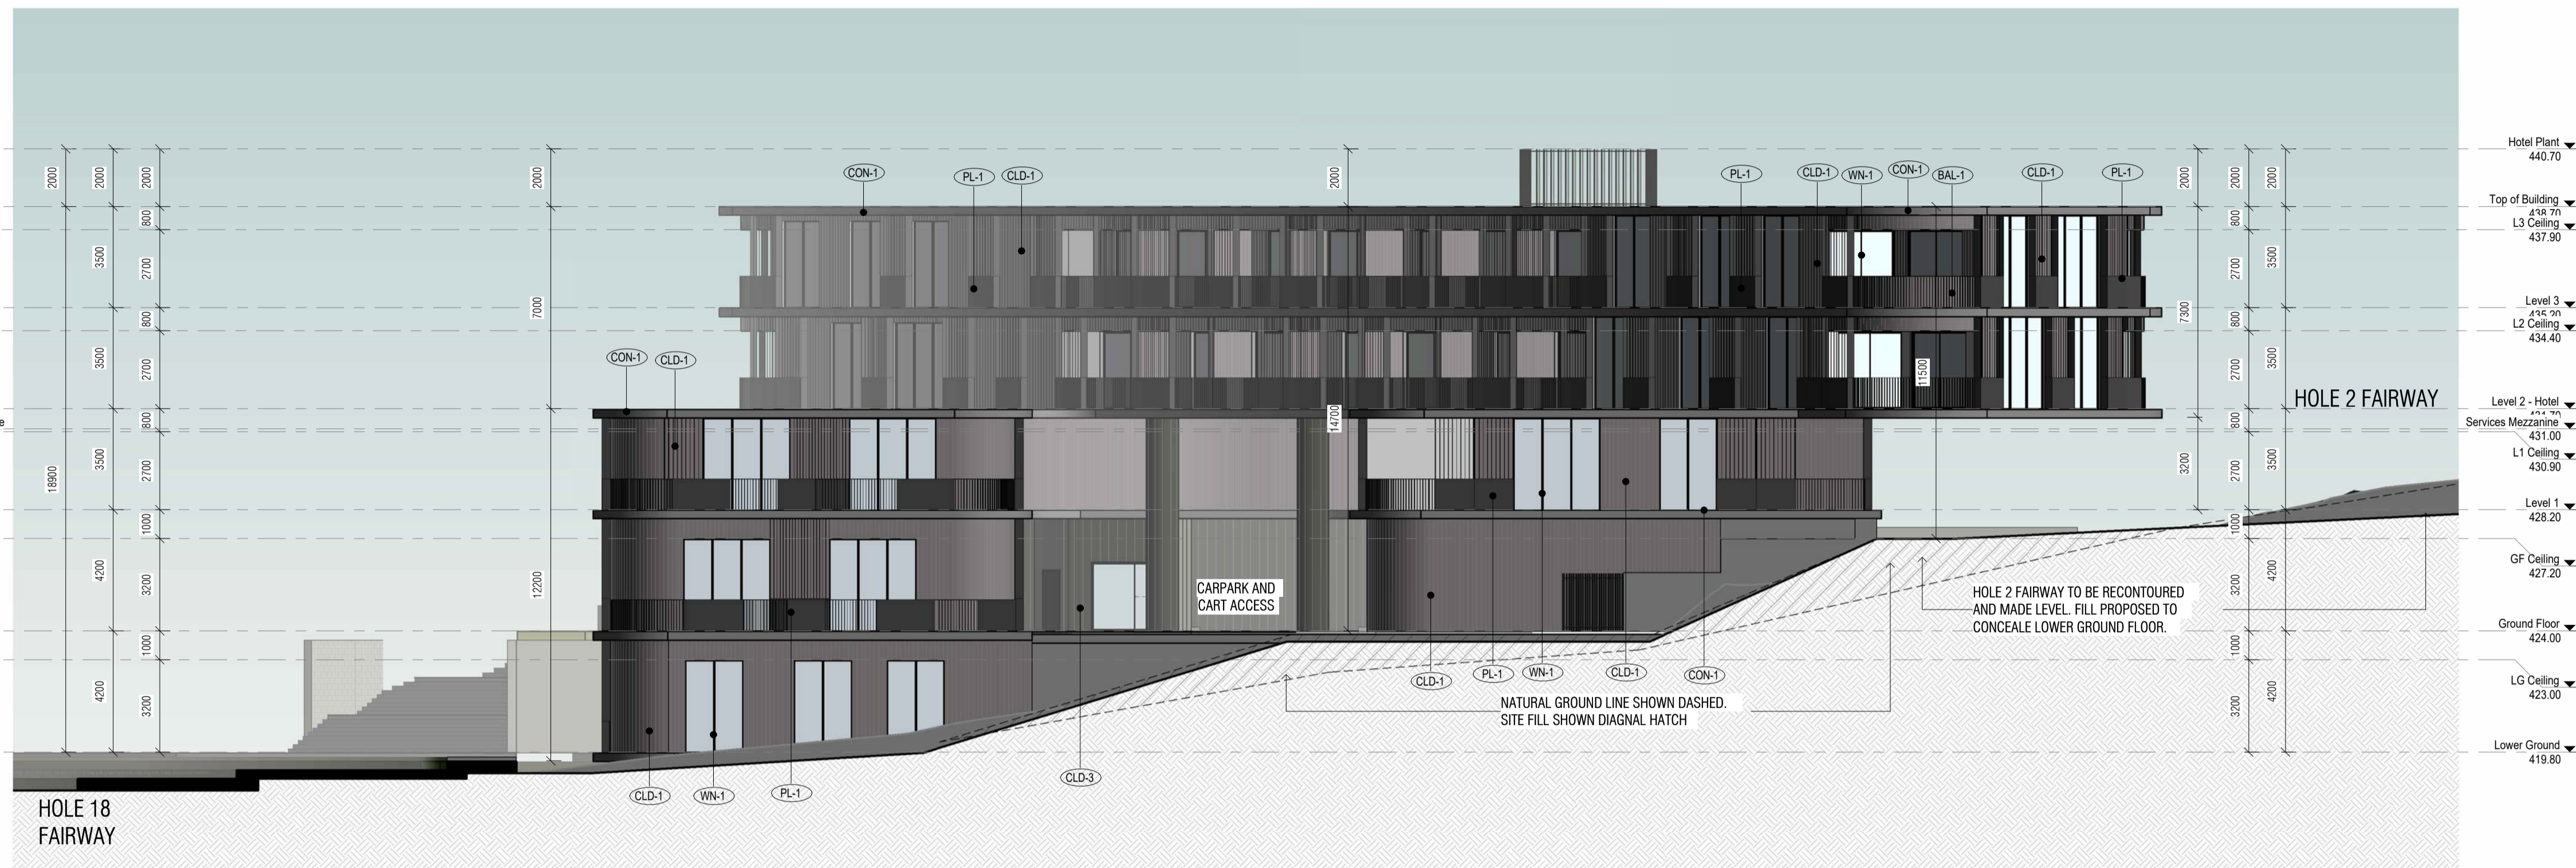 CON-1
PL-1
CLD-1
PL-1
CLD-1
WN-1
CON-1
BAL-1
CLD-1
PL-1
CON-1
CLD-1
2000
18900
2000
3500
3500
3500
4200
4200
2000
800
2700
800
2700
800
2700
1000
3200
1000
3200
2000
7000
12200
2000
14700
11500
2000
7300
3200
2000
800
2700
800
2700
800
2700
1000
3200
1000
3200
2000
3500
3500
3500
4200
4200
Hotel Plant
440.70
Top of Building
438.70
L3 Ceiling
437.90
Level 3
435.20
L2 Ceiling
434.40
Level 2 - Hotel
431.70
Services Mezzanine
431.00
L1 Ceiling
430.90
Level 1
428.20
GF Ceiling
427.20
Ground Floor
424.00
LG Ceiling
423.00
Lower Ground
419.80
e
HOLE 2 FAIRWAY
CARPARK AND
CART ACCESS
HOLE 2 FAIRWAY TO BE RECONTOURED
AND MADE LEVEL. FILL PROPOSED TO
CONCEALE LOWER GROUND FLOOR.
CLD-1
PL-1
WN-1
CLD-1
CON-1
NATURAL GROUND LINE SHOWN DASHED.
SITE FILL SHOWN DIAGNAL HATCH
CLD-3
CLD-1
WN-1
PL-1
HOLE 18
FAIRWAY